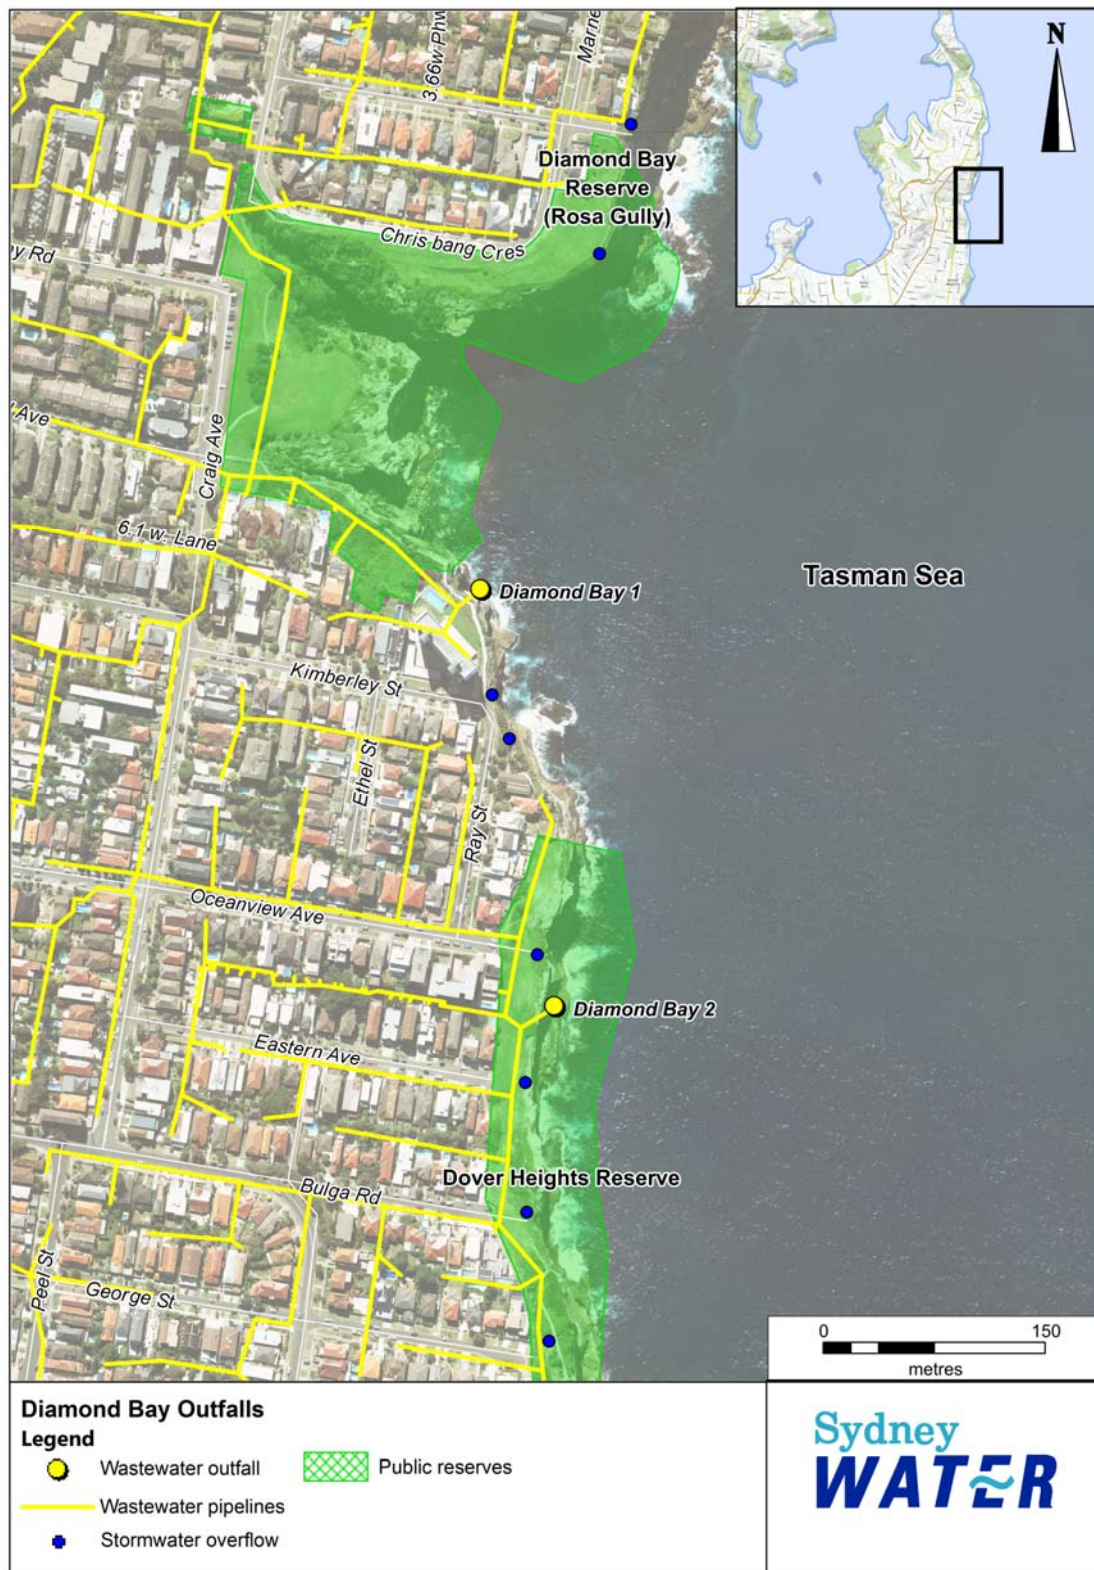 3.66w Phw
Marne
N
Diamond Bay
Reserve
(Rosa Gully)
Chris bang Cres
y Rd
Ave
Craig Ave
6.1 w. Lane
Tasman Sea
Diamond Bay 1
Kimberley St
Ethel St
Ray St
Oceanview Ave
Diamond Bay 2
Eastern Ave
Dover Heights Reserve
Bulga Rd
Peel St
George St
0 150
metres
Diamond Bay Outfalls
Legend
Wastewater outfall
Public reserves
Wastewater pipelines
Stormwater overflow
Sydney
WATER